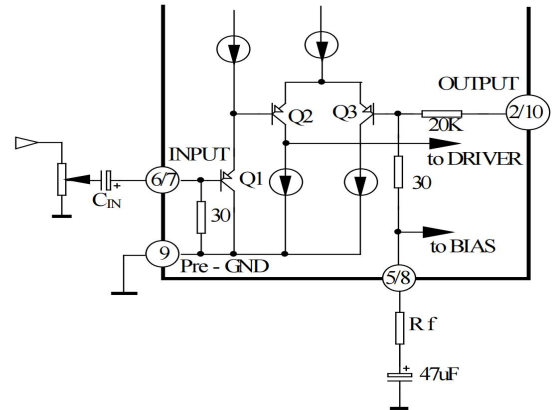 OUTPUT
Q2
Q3
2/10
20K
INPUT
to DRIVER
6/7
Q1
C_IN
+
30
30
9
Pre - GND
to BIAS
5/8
R f
+
47uF